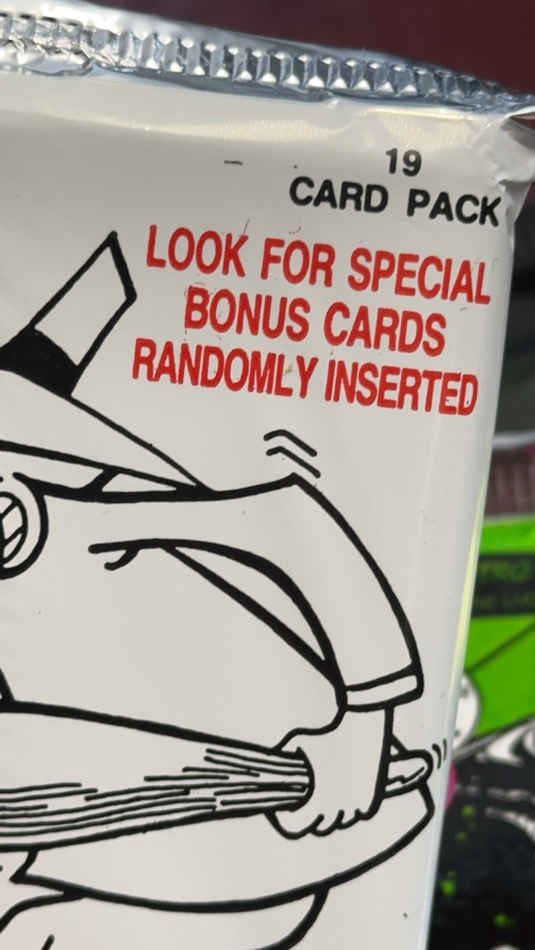 19
CARD PACK
LOOK FOR SPECIAL
BONUS CARDS
RANDOMLY INSERTED